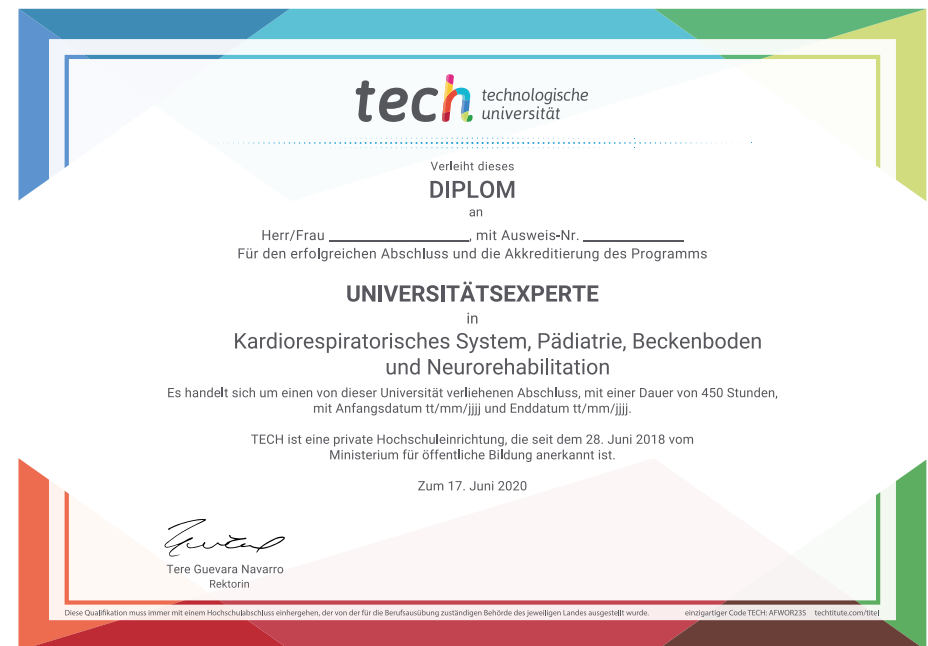 tech technologische
universität
Verleiht dieses
DIPLOM
an
Herr/Frau ____________________, mit Ausweis-Nr. ______________
Für den erfolgreichen Abschluss und die Akkreditierung des Programms
UNIVERSITÄTSEXPERTE
in
Kardiorespiratorisches System, Pädiatrie, Beckenboden
und Neurorehabilitation
Es handelt sich um einen von dieser Universität verliehenen Abschluss, mit einer Dauer von 450 Stunden,
mit Anfangsdatum tt/mm/jjjj und Enddatum tt/mm/jjjj.
TECH ist eine private Hochschuleinrichtung, die seit dem 28. Juni 2018 vom
Ministerium für öffentliche Bildung anerkannt ist.
Zum 17. Juni 2020
Tere Guevara Navarro
Rektorin
Diese Qualifikation muss immer mit einem Hochschulabschluss einhergehen, der von der für die Berufsausübung zuständigen Behörde des jeweiligen Landes ausgestellt wurde. einzigartiger Code TECH: AFWOR23S techtitute.com/titel